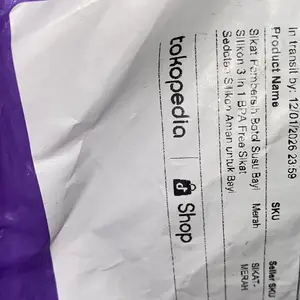 In transit by: 12/01/2026 23:59
Product Name SKU Seller SKU
Sikat Pembersih Botol Susu Bayi Merah SIKAT-
Silikon 3 in 1 BPA Free Sikat MERAH
Sedotan Silikon Aman untuk Bayi
tokopedia Shop